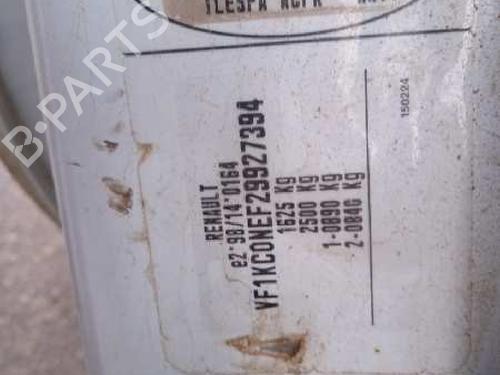 RENAULT
e2*98/14*0164
VF1KC0NEF29927394
1625 Kg
2500 Kg
1-0890 Kg
2-0840 Kg
150224
B-PARTS